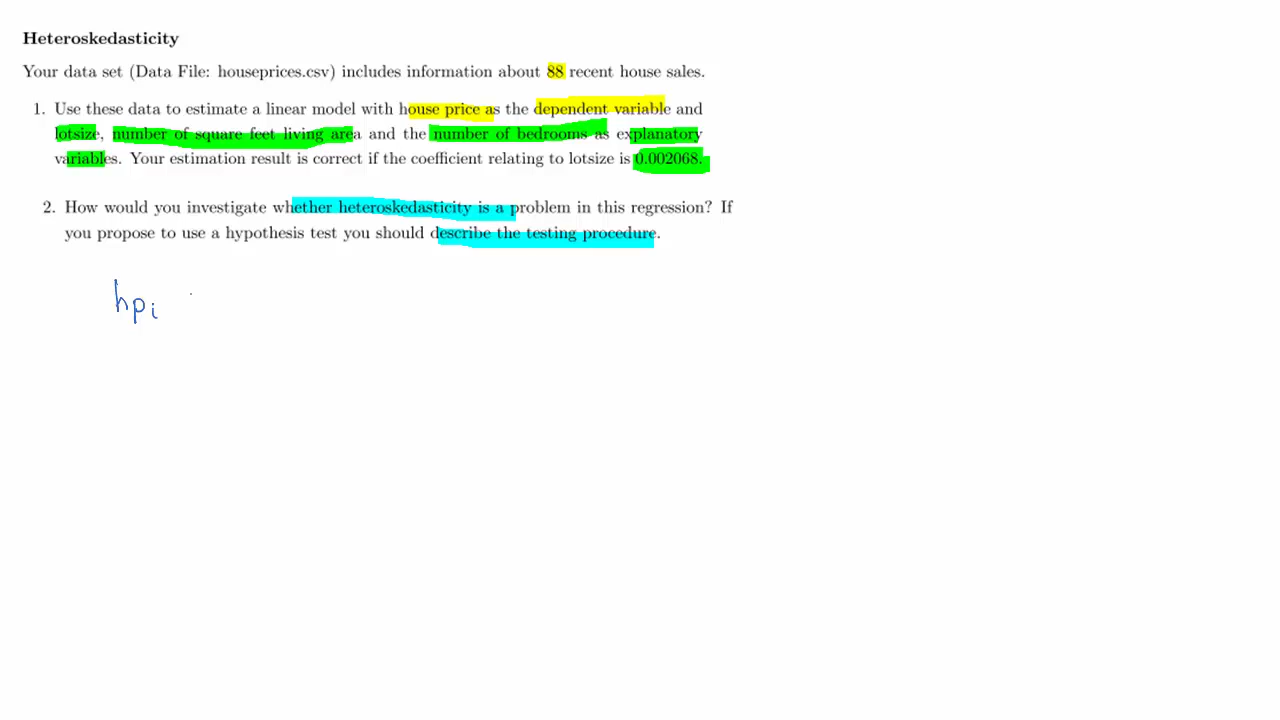 Heteroskedasticity
Your data set (Data File: houseprices.csv) includes information about 88 recent house sales.
1. Use these data to estimate a linear model with house price as the dependent variable and
lotsize, number of square feet living area and the number of bedrooms as explanatory
variables. Your estimation result is correct if the coefficient relating to lotsize is 0.002068.
2. How would you investigate whether heteroskedasticity is a problem in this regression? If
you propose to use a hypothesis test you should describe the testing procedure.
hpi